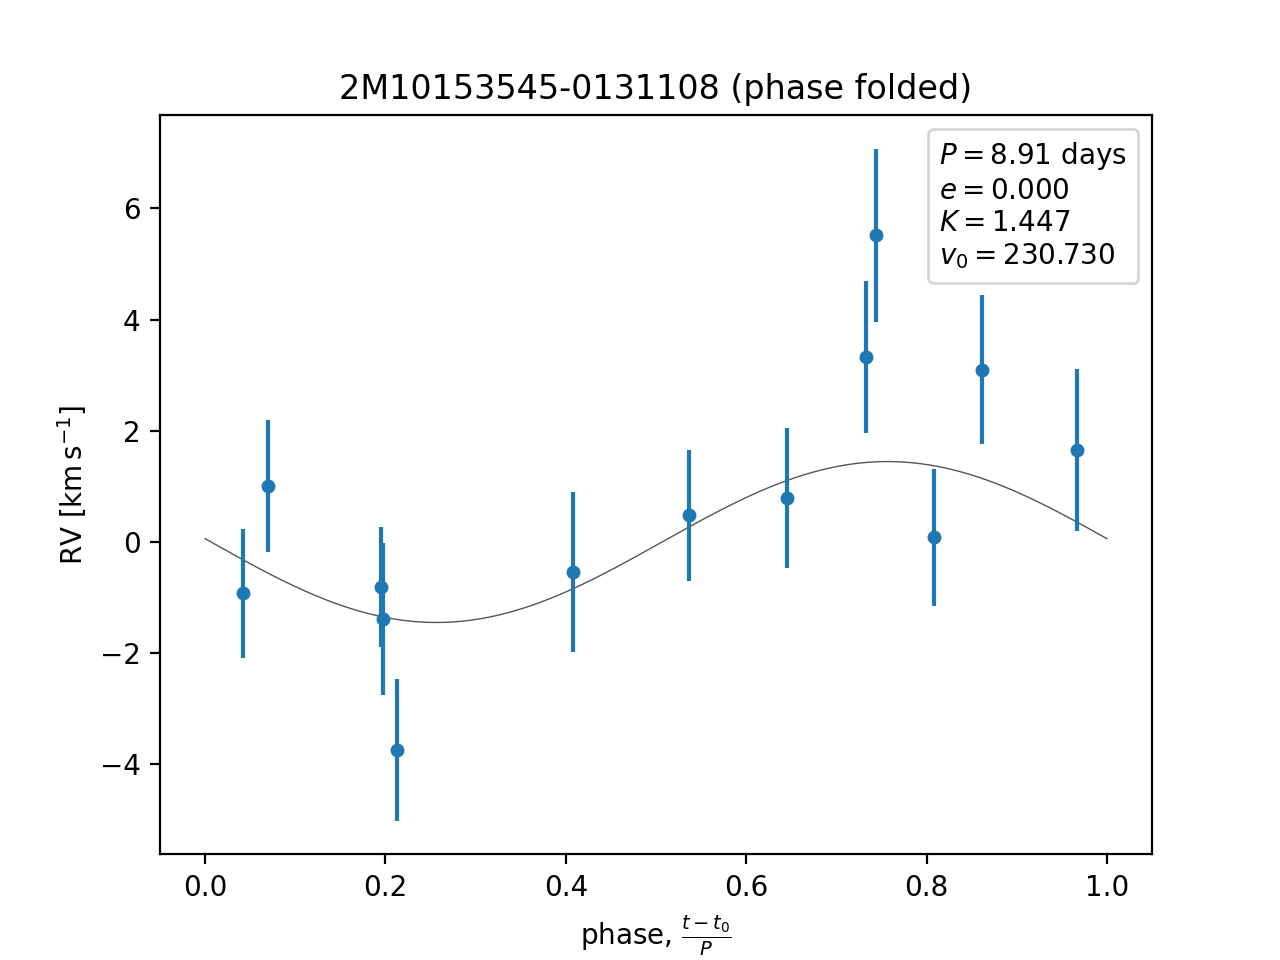 2M10153545-0131108 (phase folded)
P = 8.91 days
e = 0.000
K = 1.447
v₀ = 230.730
RV [km s⁻¹]
6
4
2
0
−2
−4
0.0 0.2 0.4 0.6 0.8 1.0
phase, (t − t₀)/P